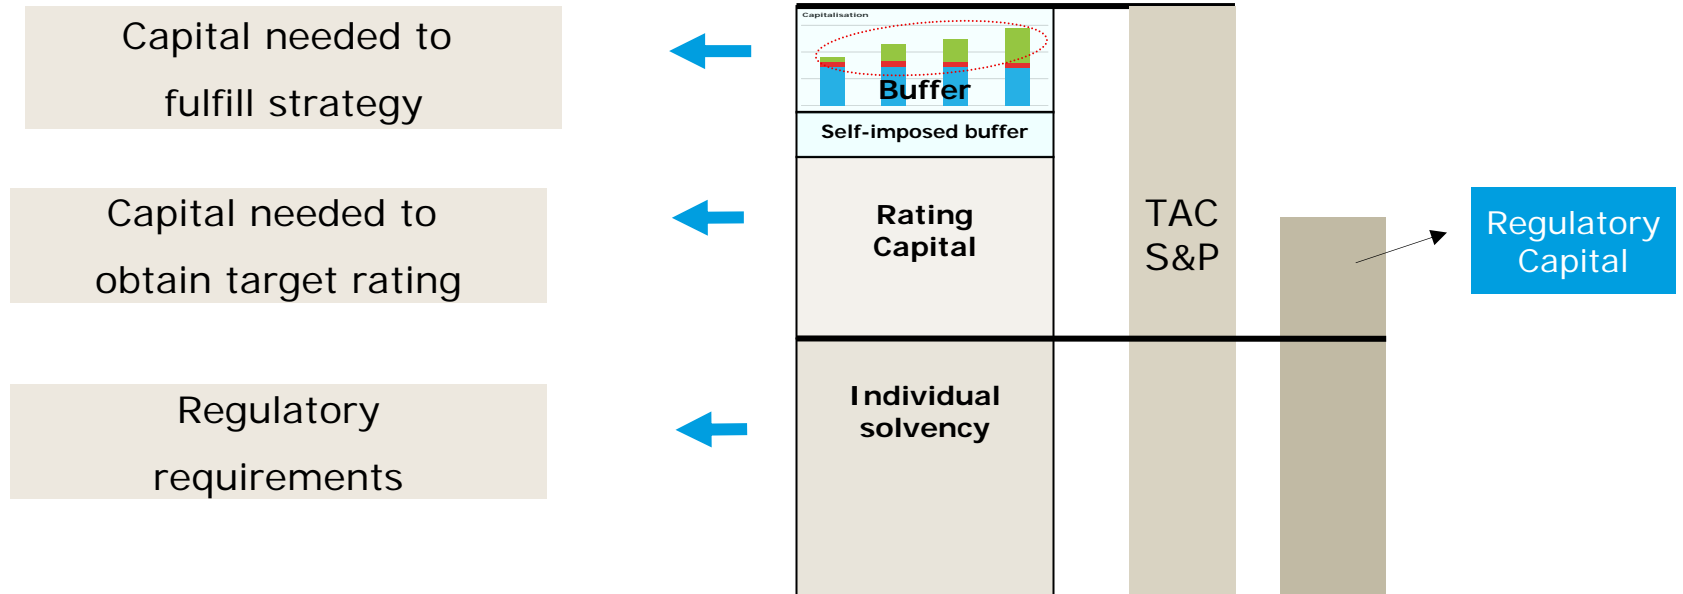 Capital needed to
fulfill strategy
Capitalisation
Buffer
Self-imposed buffer
Capital needed to
obtain target rating
Rating
Capital
TAC
S&P
Regulatory
Capital
Regulatory
requirements
Individual
solvency